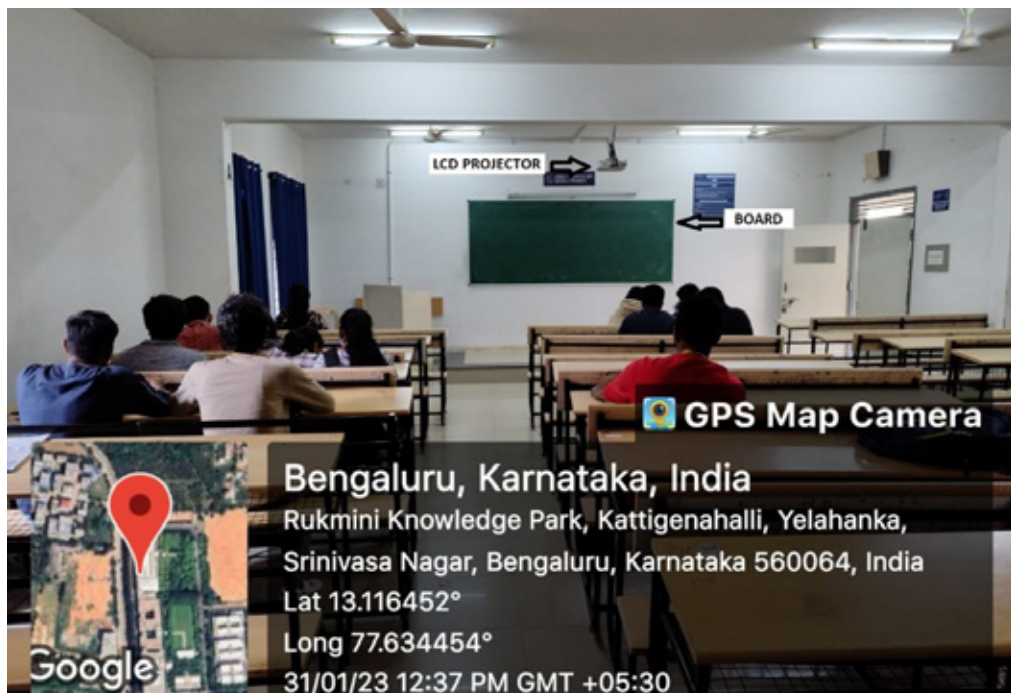 LCD PROJECTOR
BOARD
GPS Map Camera
Bengaluru, Karnataka, India
Rukmini Knowledge Park, Kattigenahalli, Yelahanka,
Srinivasa Nagar, Bengaluru, Karnataka 560064, India
Lat 13.116452°
Long 77.634454°
31/01/23 12:37 PM GMT +05:30
Google